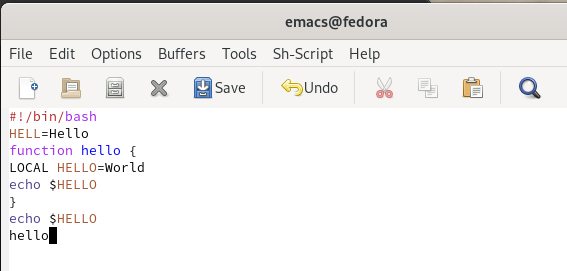 emacs@fedora
File Edit Options Buffers Tools Sh-Script Help
Save Undo
#!/bin/bash
HELL=Hello
function hello {
LOCAL HELLO=World
echo $HELLO
}
echo $HELLO
hello